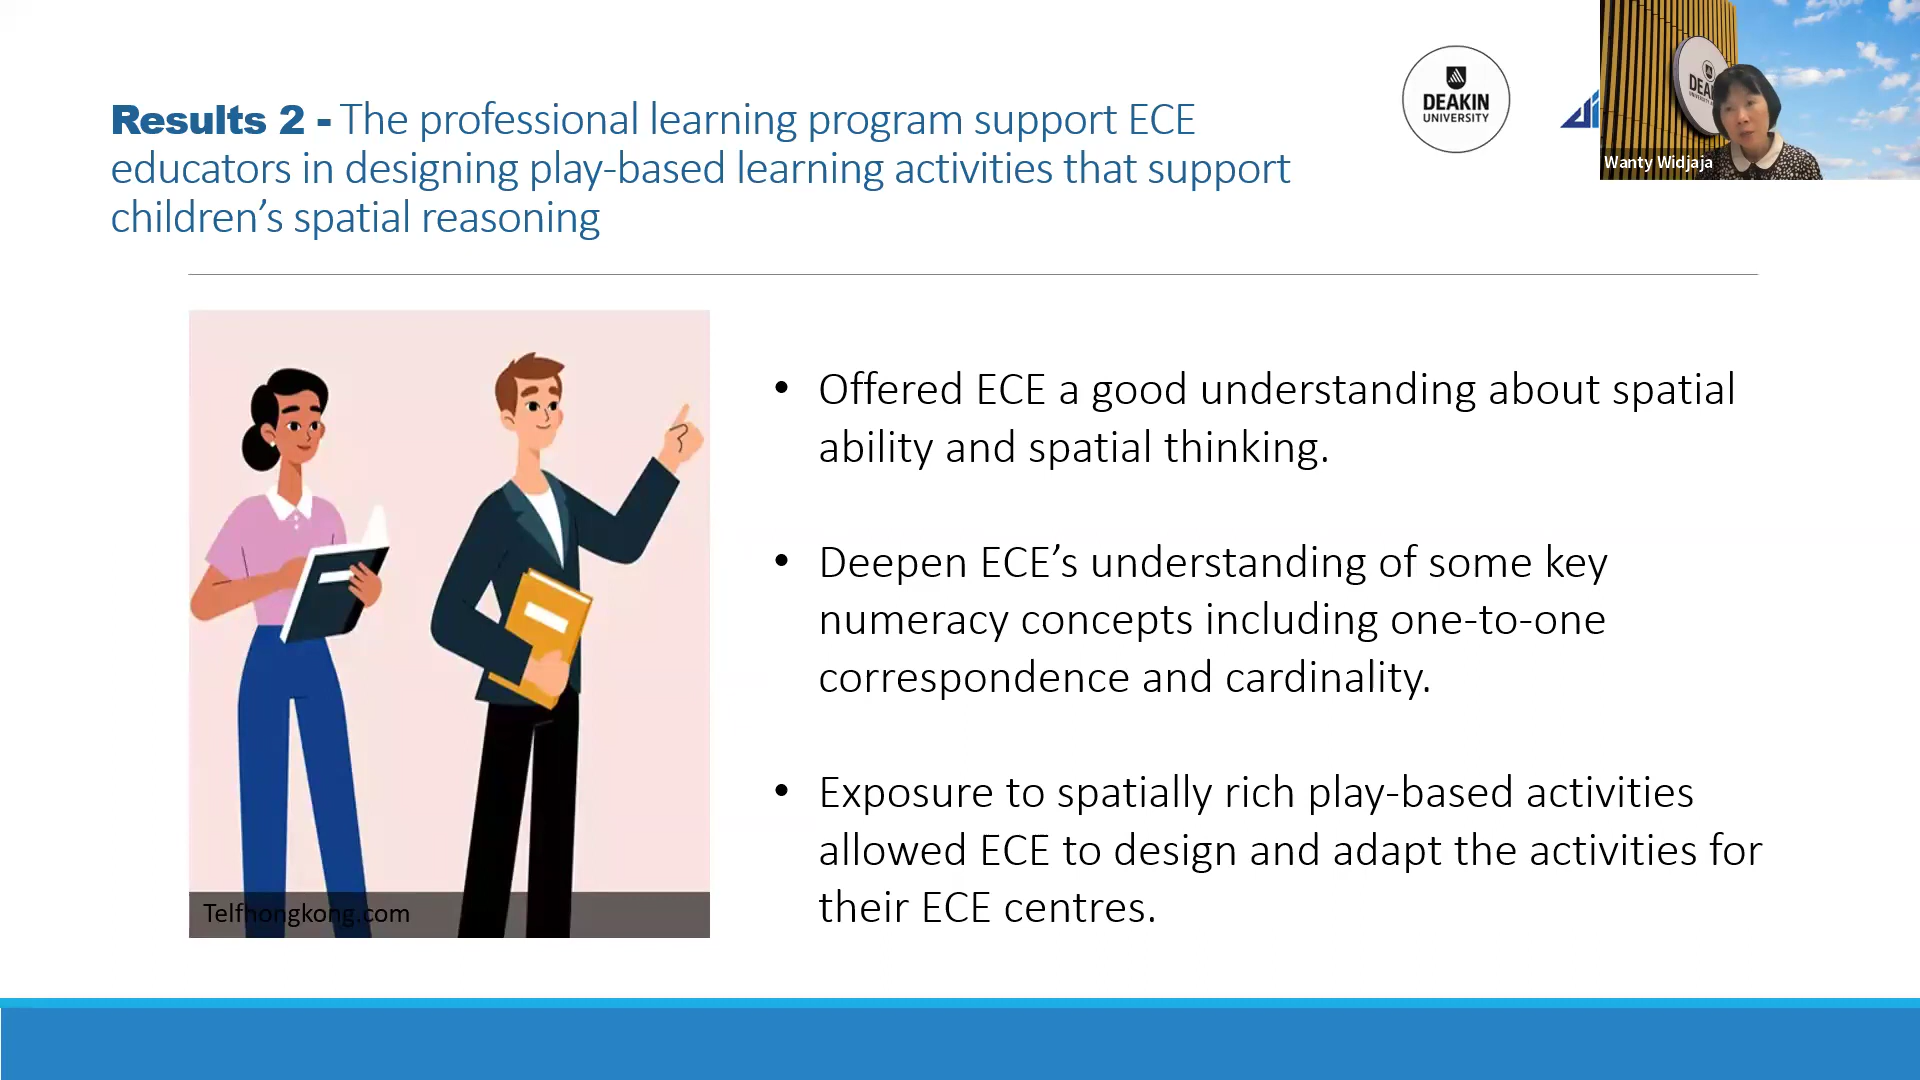 Results 2 - The professional learning program support ECE
educators in designing play-based learning activities that support
children’s spatial reasoning
DEAKIN
UNIVERSITY
Wanty Widjaja
• Offered ECE a good understanding about spatial
ability and spatial thinking.
• Deepen ECE’s understanding of some key
numeracy concepts including one-to-one
correspondence and cardinality.
• Exposure to spatially rich play-based activities
allowed ECE to design and adapt the activities for
their ECE centres.
Telfhongkong.com